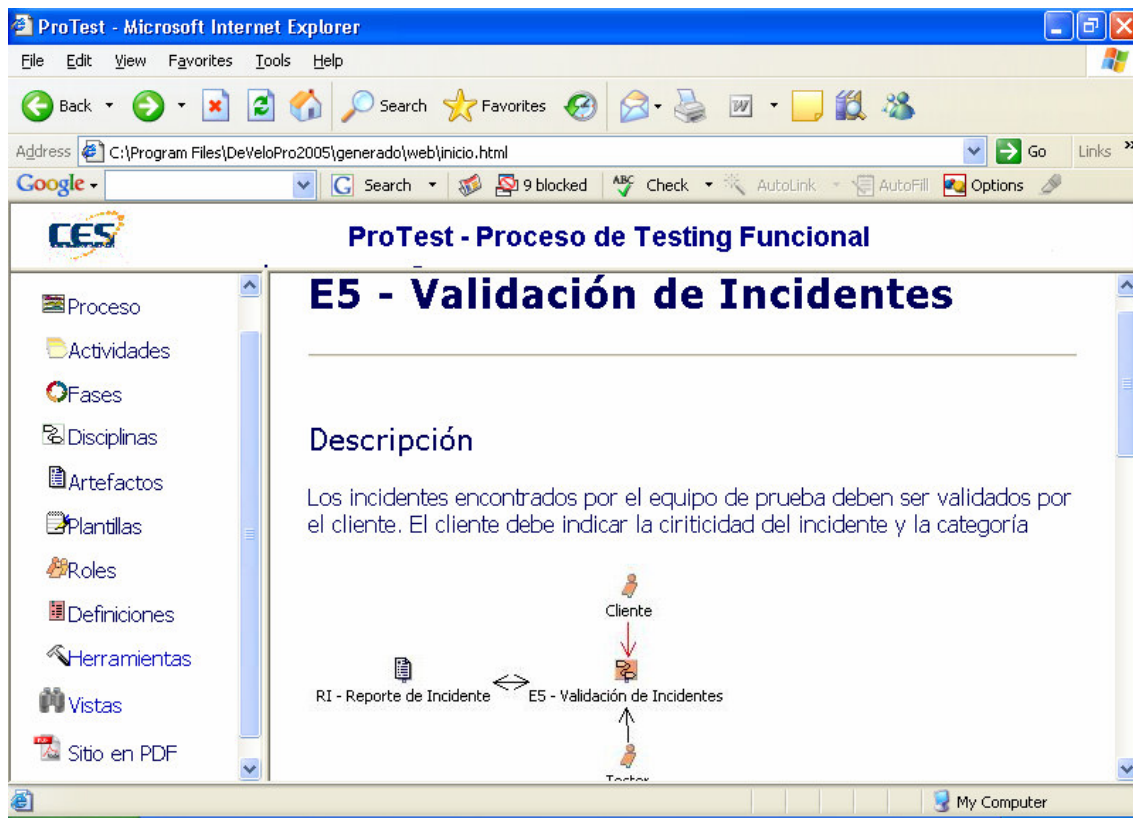 ProTest - Microsoft Internet Explorer
File Edit View Favorites Tools Help
Back Search Favorites
Address C:\Program Files\DeVeloPro2005\generado\web\inicio.html Go Links »
Google Search 9 blocked ABC Check AutoLink AutoFill Options
CES ProTest - Proceso de Testing Funcional
Proceso
Actividades
Fases
Disciplinas
Artefactos
Plantillas
Roles
Definiciones
Herramientas
Vistas
Sitio en PDF
E5 - Validación de Incidentes
Descripción
Los incidentes encontrados por el equipo de prueba deben ser validados por
el cliente. El cliente debe indicar la ciriticidad del incidente y la categoría
Cliente
RI - Reporte de Incidente E5 - Validación de Incidentes
Tester
My Computer